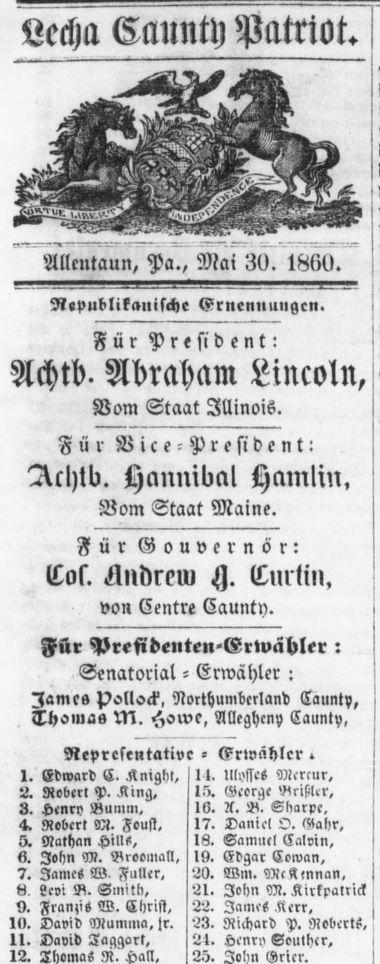 Lecha Caunty Patriot.
VIRTUE LIBERTY INDEPENDENCE
Allentaun, Pa., Mai 30. 1860.
Republikanische Ernennungen.
Für President:
Achtb. Abraham Lincoln,
Vom Staat Illinois.
Für Vice-President:
Achtb. Hannibal Hamlin,
Vom Staat Maine.
Für Gouvernör:
Col. Andrew G. Curtin,
von Centre Caunty.
Für Presidenten-Erwähler:
Senatorial-Erwähler:
James Pollock, Northumberland Caunty,
Thomas M. Howe, Allegheny Caunty,
Representative-Erwähler.
1. Edward C. Knight,
2. Robert P. King,
3. Henry Bumm,
4. Robert M. Foust,
5. Nathan Hills,
6. John M. Broomall,
7. James W. Fuller,
8. Levi B. Smith,
9. Franzis W. Christ,
10. David Mumma, jr.
11. David Taggart,
12. Thomas R. Hall,
14. Ulysses Mercur,
15. George Brißler,
16. A. B. Sharpe,
17. Daniel O. Gahr,
18. Samuel Calvin,
19. Edgar Cowan,
20. Wm. McKennan,
21. John M. Kirkpatrick
22. James Kerr,
23. Richard P. Roberts,
24. Henry Souther,
25. John Grier.